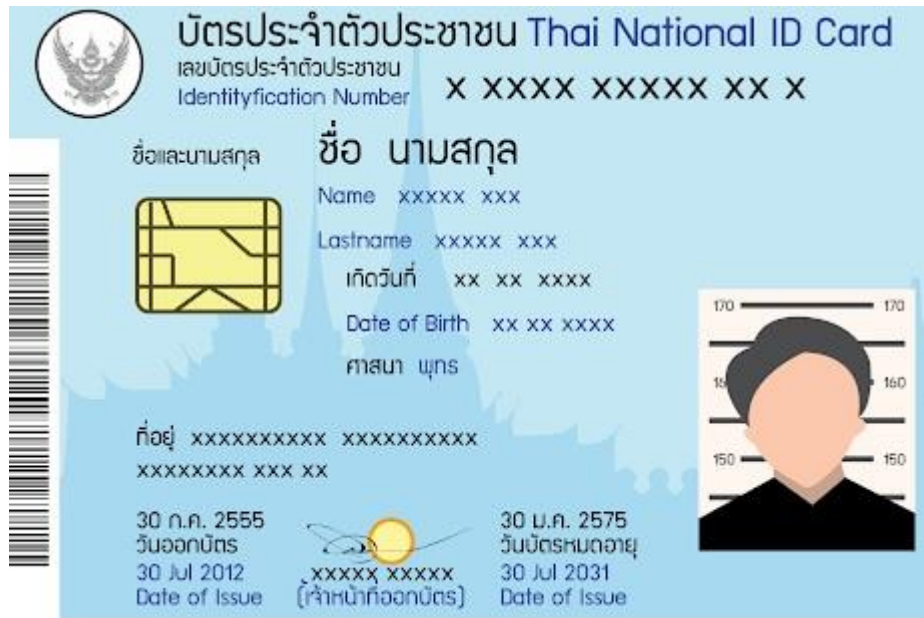 บัตรประจำตัวประชาชน Thai National ID Card
เลขบัตรประจำตัวประชาชน
Identityfication Number X XXXX XXXXX XX X
ชื่อและนามสกุล ชื่อ นามสกุล
Name xxxxx xxx
Lastname xxxxx xxx
เกิดวันที่ xx xx xxxx
Date of Birth xx xx xxxx
ศาสนา พุทธ
170 170
160
150 150
ที่อยู่ xxxxxxxxxx xxxxxxxxxx
xxxxxxxx xxx xx
30 ก.ค. 2555 30 ม.ค. 2575
วันออกบัตร วันบัตรหมดอายุ
30 Jul 2012 xxxxx xxxxx 30 Jul 2031
Date of Issue (เจ้าหน้าที่ออกบัตร) Date of Issue